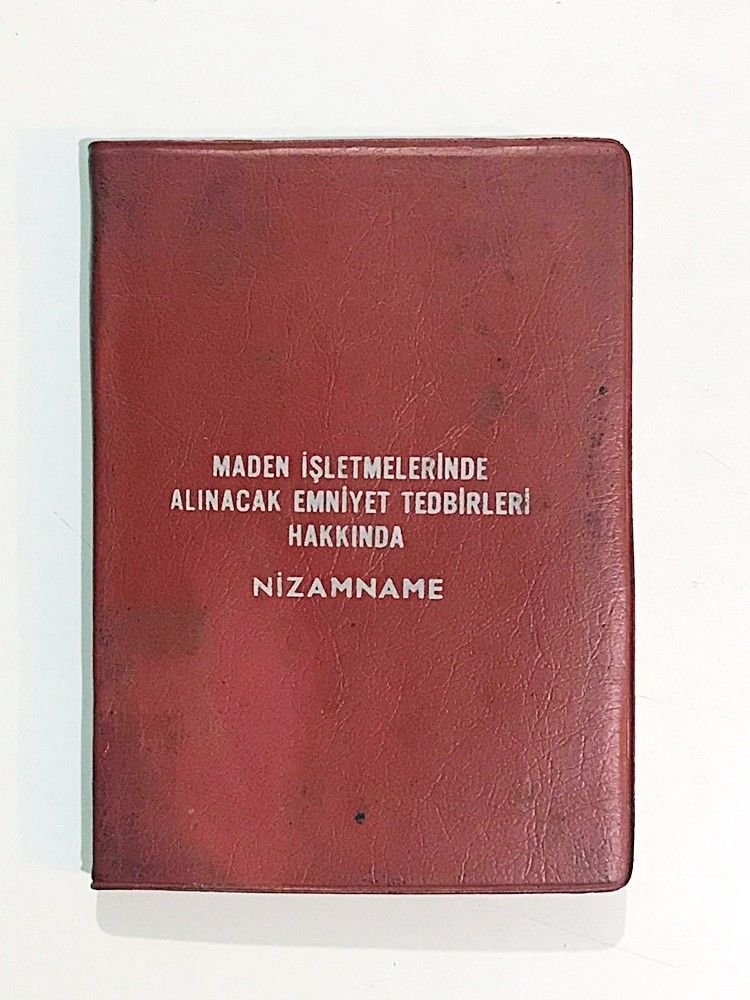 MADEN İŞLETMELERİNDE
ALINACAK EMNİYET TEDBİRLERİ
HAKKINDA
NİZAMNAME